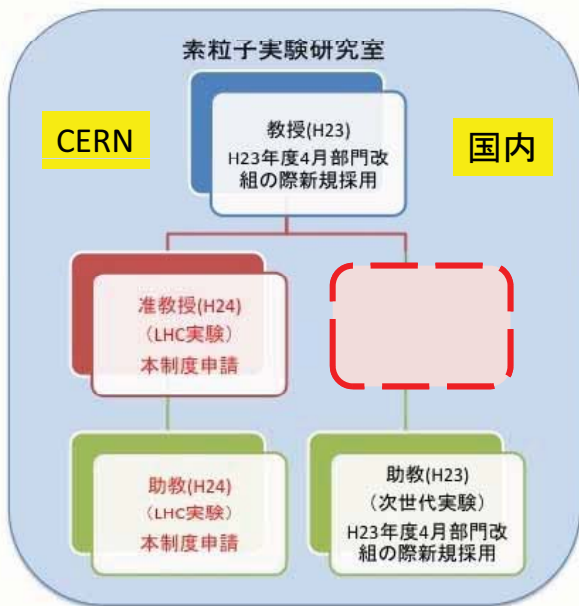 素粒子実験研究室
CERN
国内
教授(H23)
H23年度4月部門改
組の際新規採用
准教授(H24)
（LHC実験）
本制度申請
助教(H24)
（LHC実験）
本制度申請
助教(H23)
（次世代実験）
H23年度4月部門改
組の際新規採用